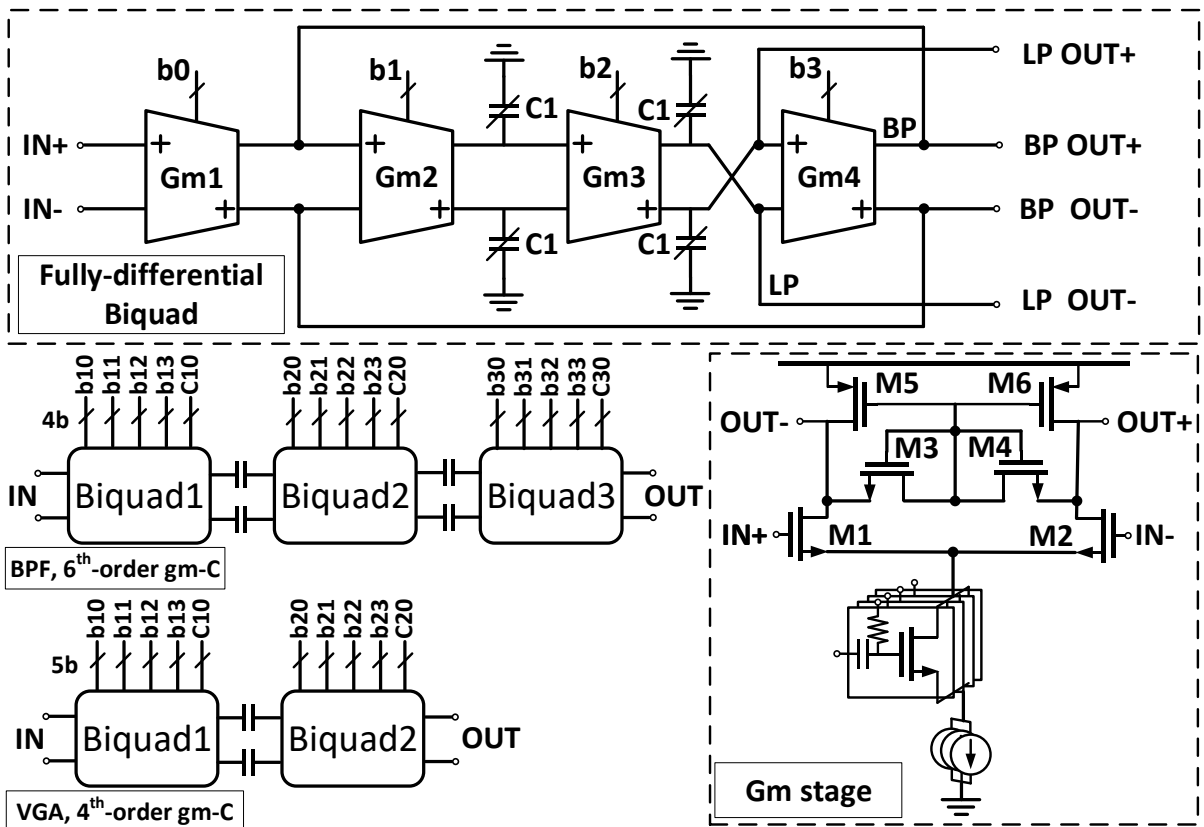 LP OUT+
b0
b1
b2
b3
C1
C1
IN+
+
+
+
+
BP
BP OUT+
Gm1
Gm2
Gm3
Gm4
IN-
+
+
+
+
BP OUT-
C1
C1
Fully-differential
Biquad
LP
LP OUT-
b10
b11
b12
b13
C10
b20
b21
b22
b23
C20
b30
b31
b32
b33
C30
4b
IN
Biquad1
Biquad2
Biquad3
OUT
BPF, 6th-order gm-C
b10
b11
b12
b13
C10
b20
b21
b22
b23
C20
5b
IN
Biquad1
Biquad2
OUT
VGA, 4th-order gm-C
M5
M6
OUT-
OUT+
M3
M4
IN+
M1
M2
IN-
Gm stage